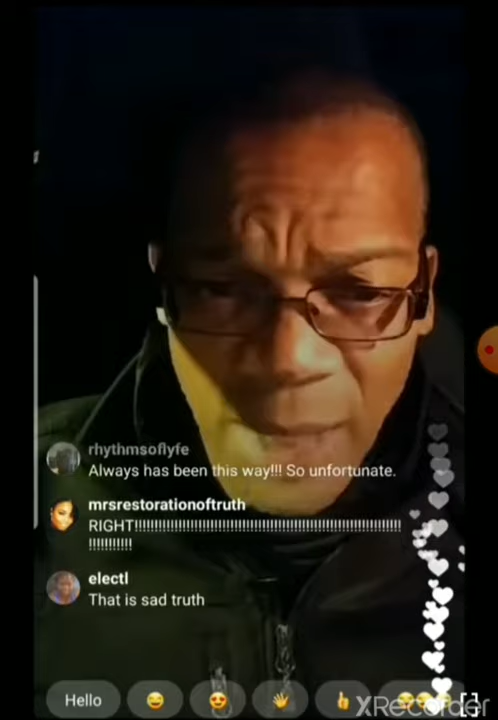 rhythmsoflyfe
Always has been this way!!! So unfortunate.
mrsrestorationoftruth
RIGHT!!!!!!!!!!!!!!!!!!!!!!!!!!!!!!!!!!!!!!!!!!!!!!!!!!!!!!!!!!!!!!!!!!
!!!!!!!!!!!
electl
That is sad truth
Hello
XRecorder